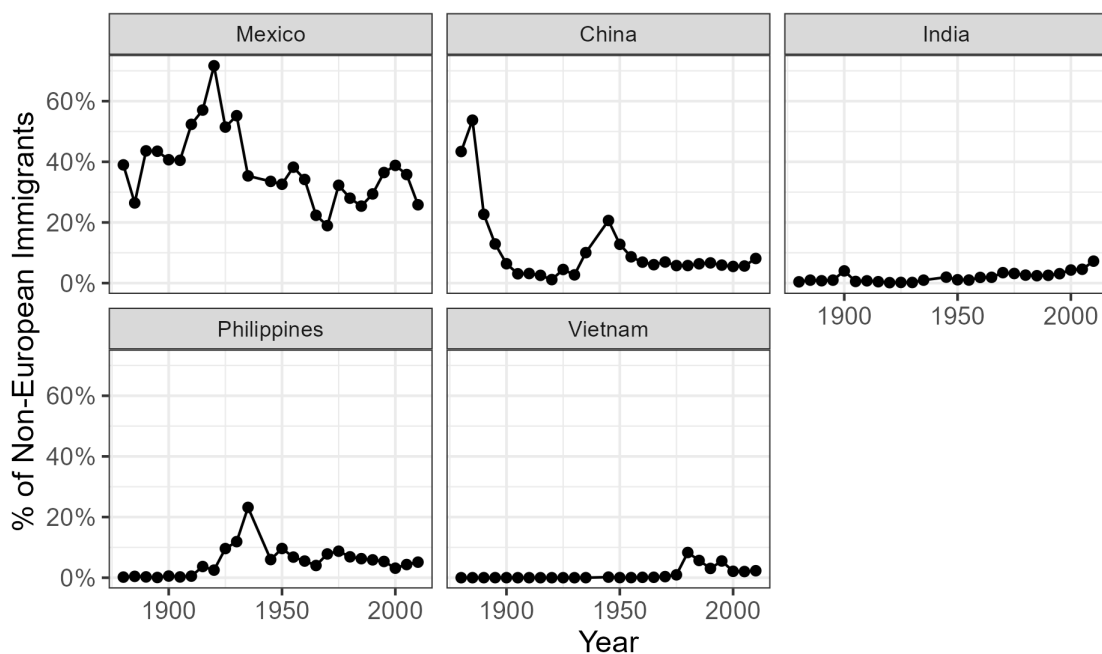 Mexico
China
India
% of Non-European Immigrants
60%
40%
20%
0%
1900
1950
2000
Philippines
Vietnam
60%
40%
20%
0%
1900
1950
2000
1900
1950
2000
Year